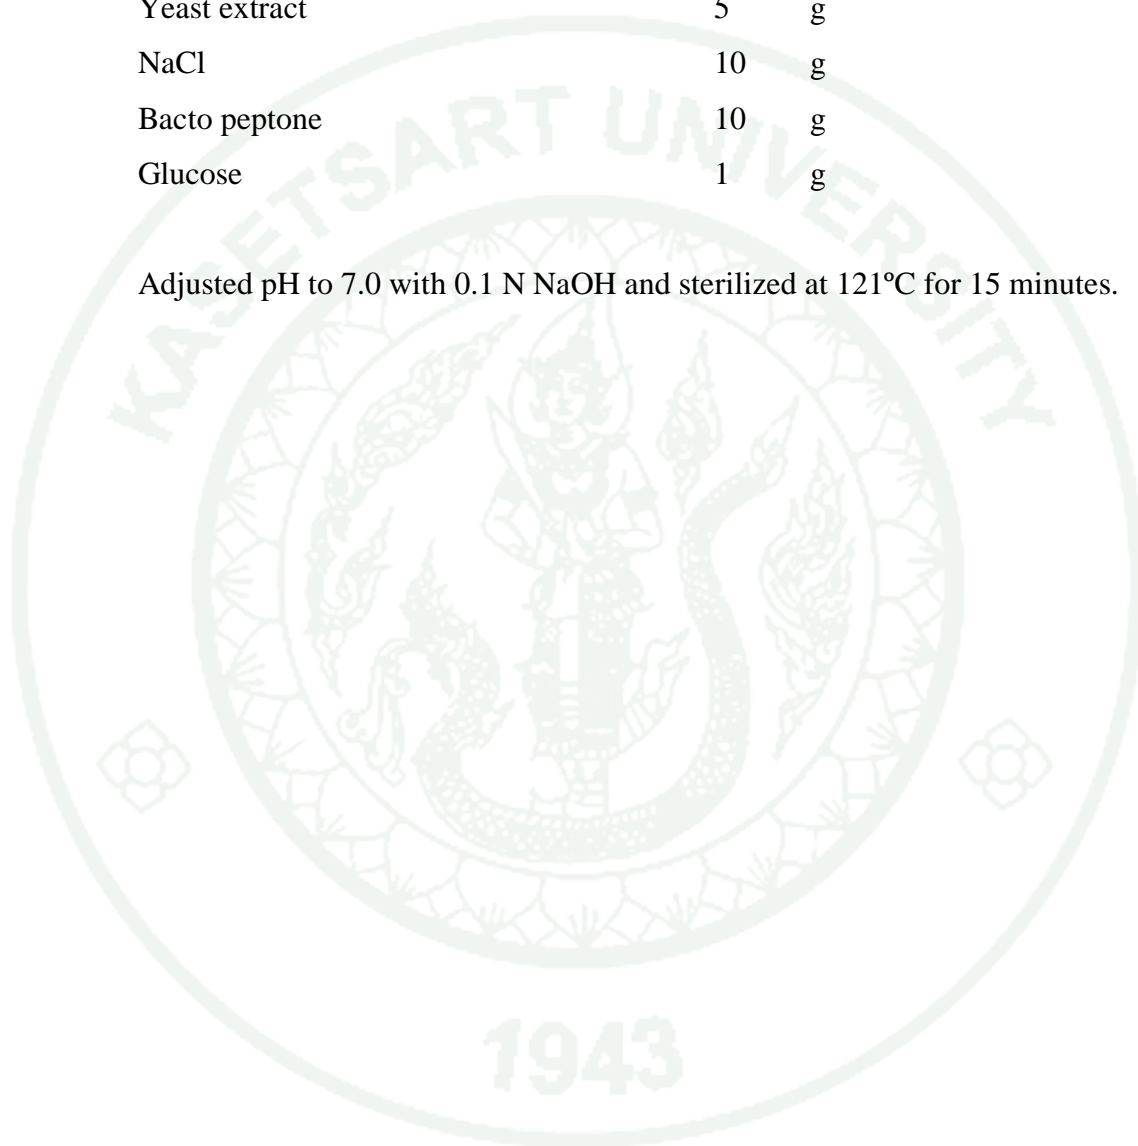 Yeast extract 5 g
NaCl 10 g
Bacto peptone 10 g
Glucose 1 g
Adjusted pH to 7.0 with 0.1 N NaOH and sterilized at 121ºC for 15 minutes.
KASETSART UNIVERSITY
1943